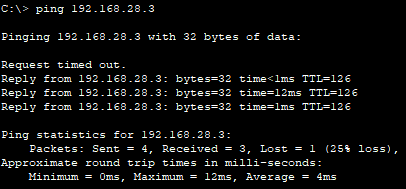 C:\> ping 192.168.28.3
Pinging 192.168.28.3 with 32 bytes of data:
Request timed out.
Reply from 192.168.28.3: bytes=32 time<1ms TTL=126
Reply from 192.168.28.3: bytes=32 time=12ms TTL=126
Reply from 192.168.28.3: bytes=32 time=1ms TTL=126
Ping statistics for 192.168.28.3:
    Packets: Sent = 4, Received = 3, Lost = 1 (25% loss),
Approximate round trip times in milli-seconds:
    Minimum = 0ms, Maximum = 12ms, Average = 4ms